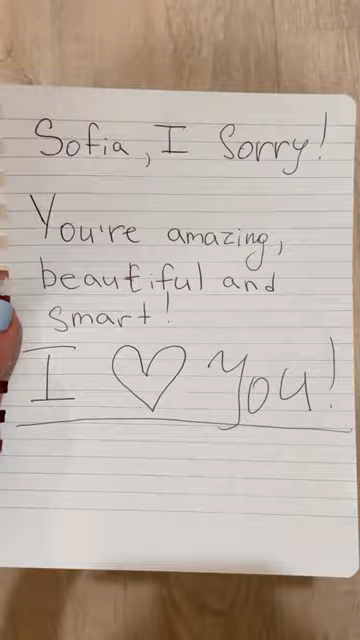 Sofia, I Sorry!
You're amazing,
beautiful and
smart!
I ♡ you!